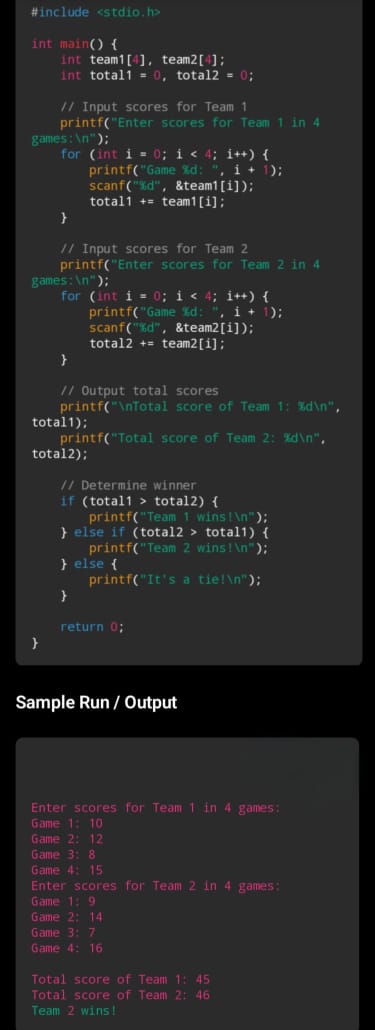 #include <stdio.h>
int main() {
    int team1[4], team2[4];
    int total1 = 0, total2 = 0;
    // Input scores for Team 1
    printf("Enter scores for Team 1 in 4
games:\n");
    for (int i = 0; i < 4; i++) {
        printf("Game %d: ", i + 1);
        scanf("%d", &team1[i]);
        total1 += team1[i];
    }
    // Input scores for Team 2
    printf("Enter scores for Team 2 in 4
games:\n");
    for (int i = 0; i < 4; i++) {
        printf("Game %d: ", i + 1);
        scanf("%d", &team2[i]);
        total2 += team2[i];
    }
    // Output total scores
    printf("\nTotal score of Team 1: %d\n",
total1);
    printf("Total score of Team 2: %d\n",
total2);
    // Determine winner
    if (total1 > total2) {
        printf("Team 1 wins!\n");
    } else if (total2 > total1) {
        printf("Team 2 wins!\n");
    } else {
        printf("It's a tie!\n");
    }
    return 0;
}
Sample Run / Output
Enter scores for Team 1 in 4 games:
Game 1: 10
Game 2: 12
Game 3: 8
Game 4: 15
Enter scores for Team 2 in 4 games:
Game 1: 9
Game 2: 14
Game 3: 7
Game 4: 16
Total score of Team 1: 45
Total score of Team 2: 46
Team 2 wins!